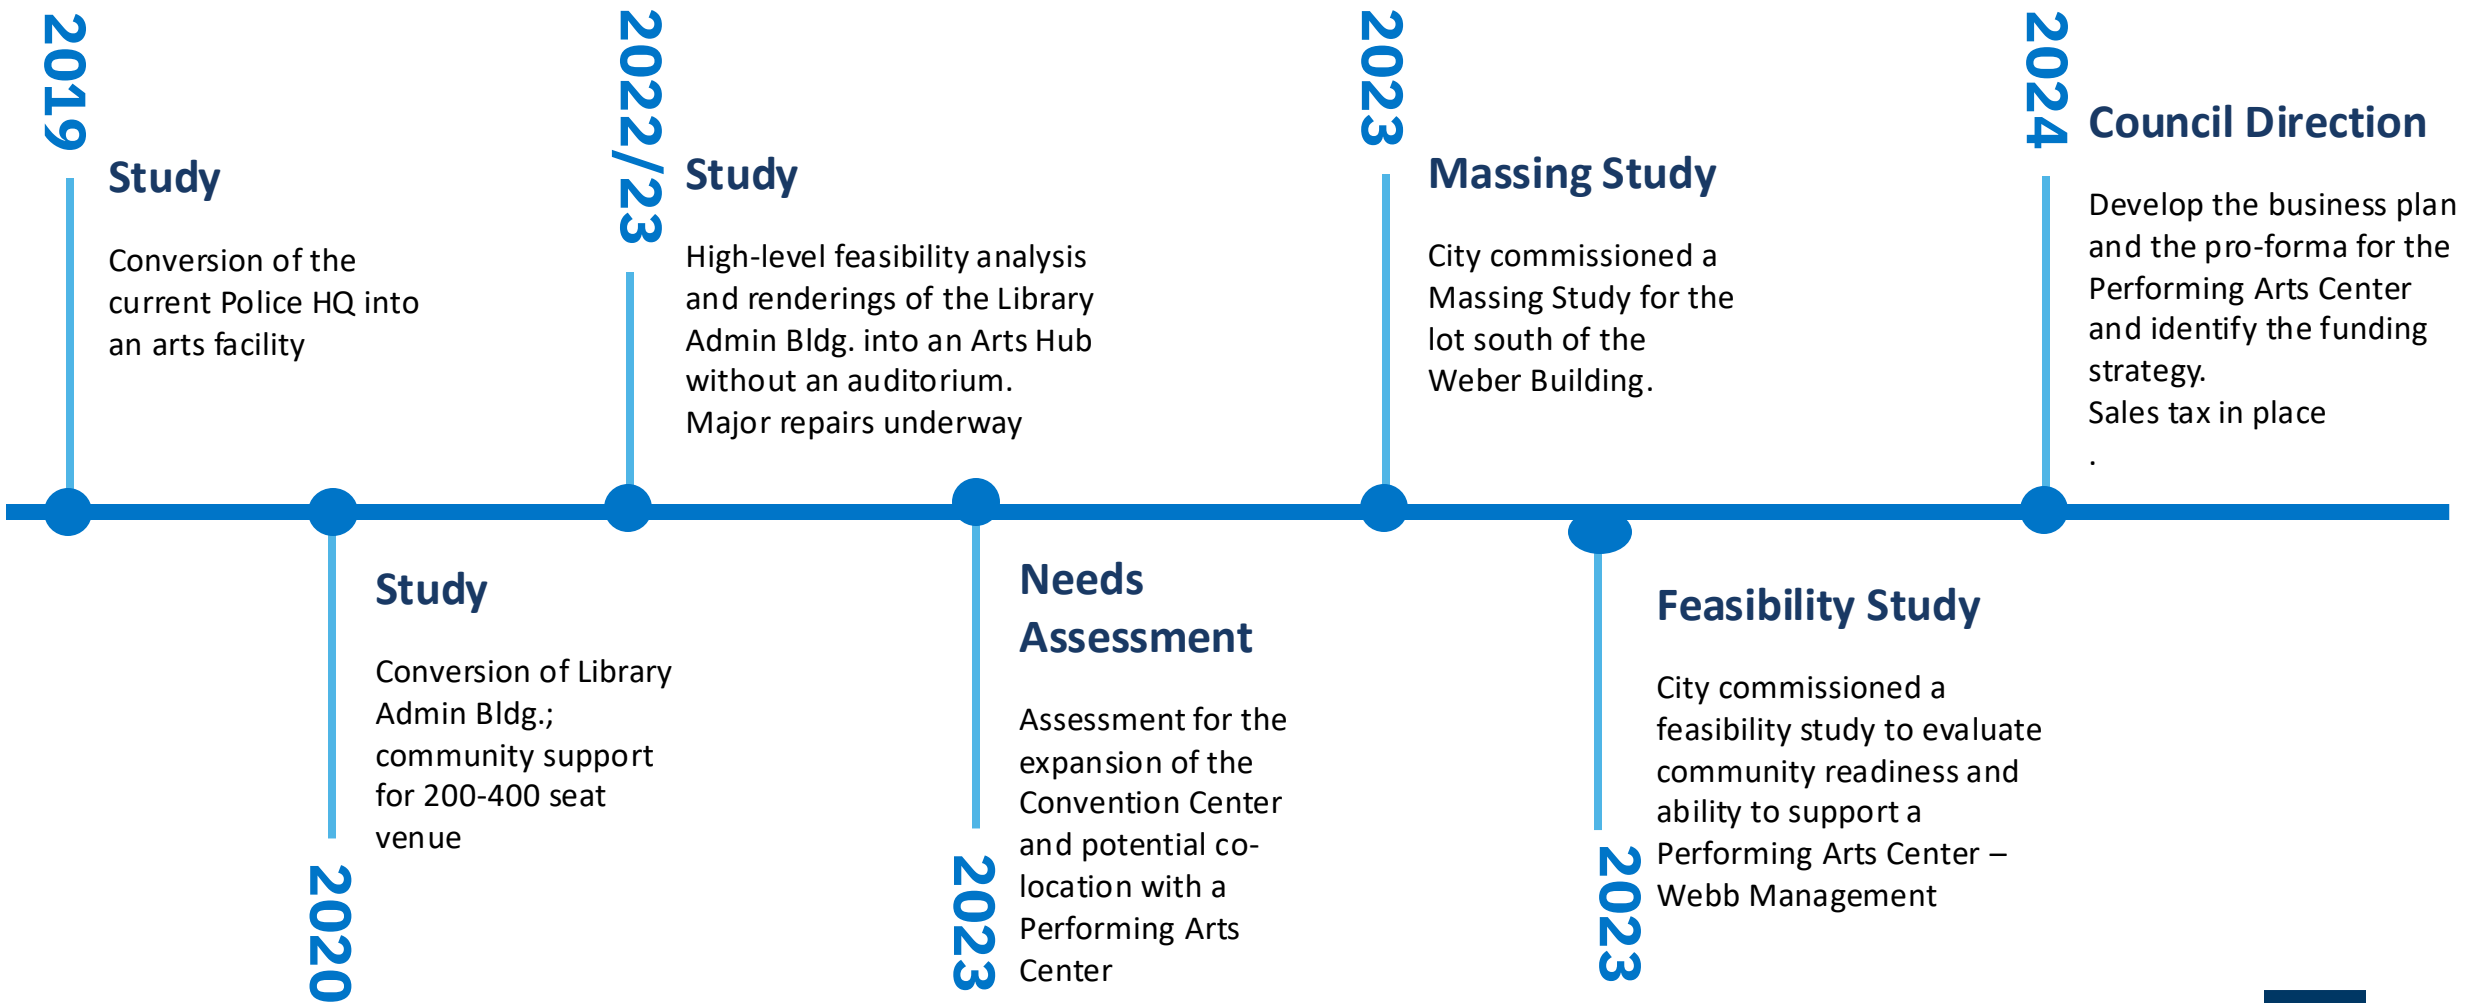 2019
Study
Conversion of the
current Police HQ into
an arts facility
2020
Study
Conversion of Library
Admin Bldg.;
community support
for 200-400 seat
venue
2022/23
Study
High-level feasibility analysis
and renderings of the Library
Admin Bldg. into an Arts Hub
without an auditorium.
Major repairs underway
2023
Needs
Assessment
Assessment for the
expansion of the
Convention Center
and potential co-
location with a
Performing Arts
Center
2023
Massing Study
City commissioned a
Massing Study for the
lot south of the
Weber Building.
2023
Feasibility Study
City commissioned a
feasibility study to evaluate
community readiness and
ability to support a
Performing Arts Center –
Webb Management
2024
Council Direction
Develop the business plan
and the pro-forma for the
Performing Arts Center
and identify the funding
strategy.
Sales tax in place
.